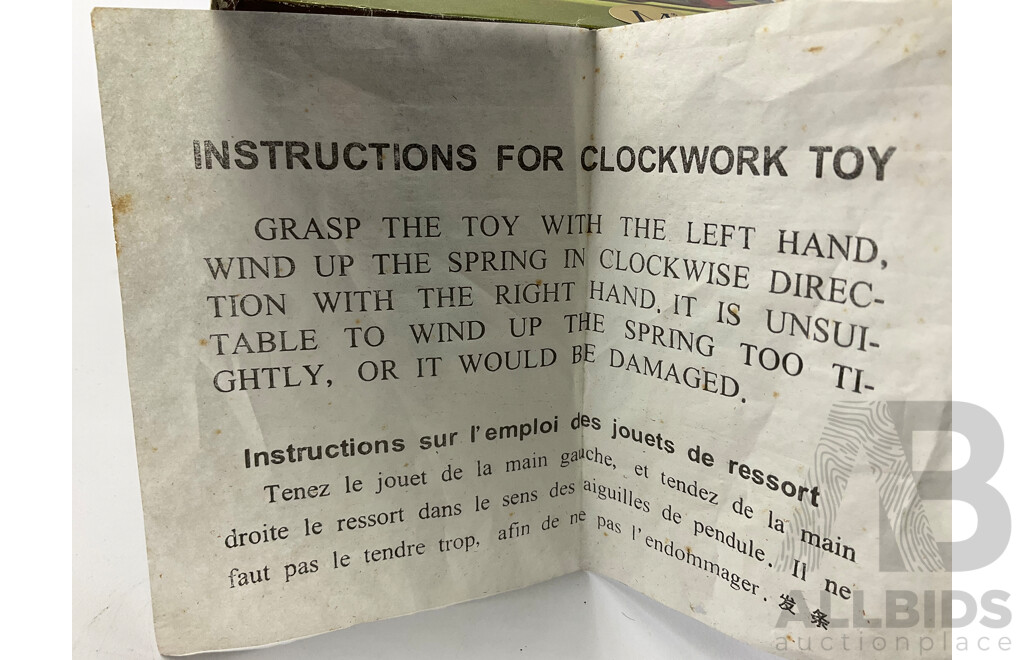 INSTRUCTIONS FOR CLOCKWORK TOY
GRASP THE TOY WITH THE LEFT HAND,
WIND UP THE SPRING IN CLOCKWISE DIREC-
TION WITH THE RIGHT HAND. IT IS UNSUI-
TABLE TO WIND UP THE SPRING TOO TI-
GHTLY, OR IT WOULD BE DAMAGED.
Instructions sur l'emploi des jouets de ressort
Tenez le jouet de la main gauche, et tendez de la main
droite le ressort dans le sens des aiguilles de pendule. Il ne
faut pas le tendre trop, afin de ne pas l'endommager.
发条
AB
ALLBIDS
auctionplace